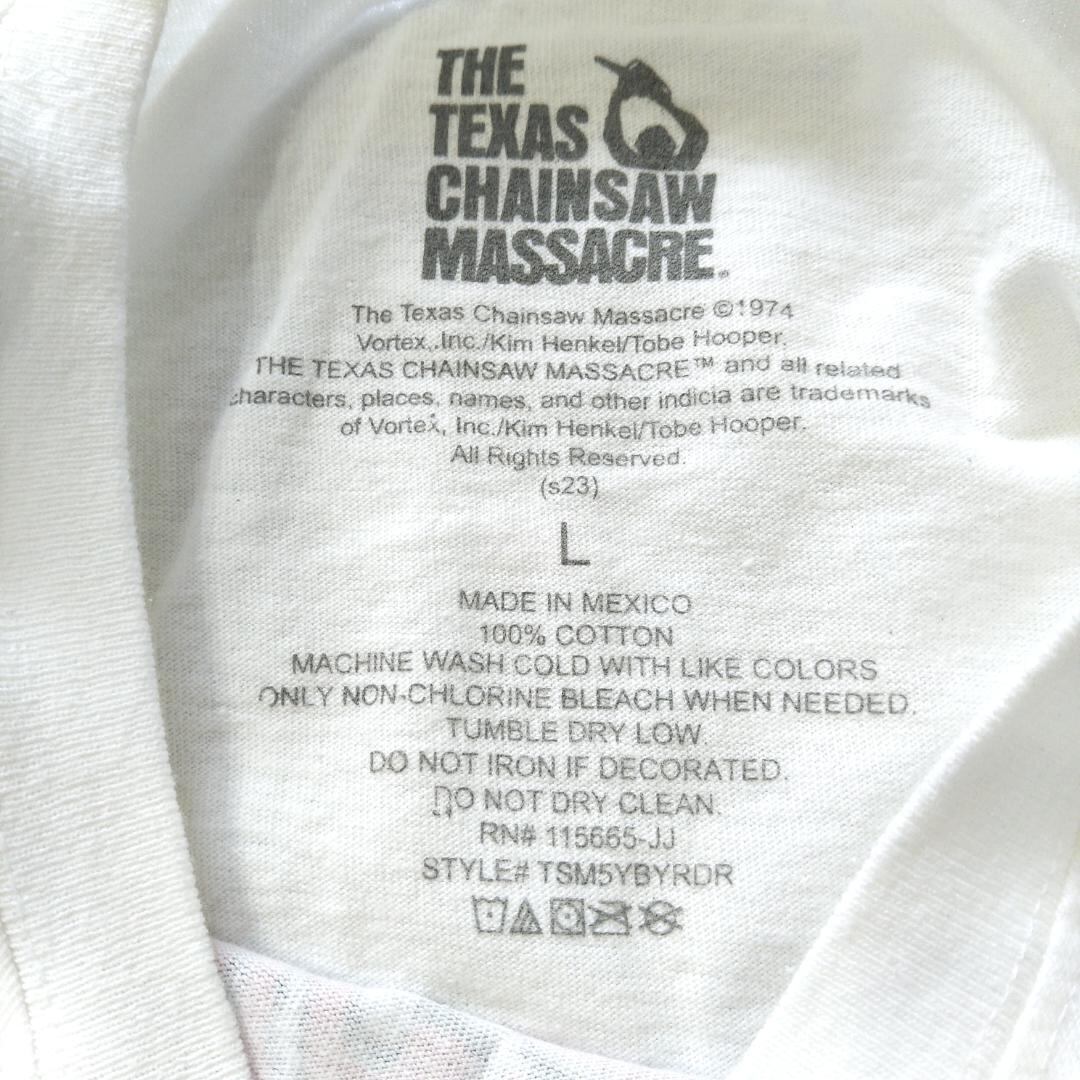 THE
TEXAS
CHAINSAW
MASSACRE.
The Texas Chainsaw Massacre ©1974
Vortex, Inc./Kim Henkel/Tobe Hooper.
THE TEXAS CHAINSAW MASSACRE™ and all related
characters, places, names, and other indicia are trademarks
of Vortex, Inc./Kim Henkel/Tobe Hooper.
All Rights Reserved.
(s23)
L
MADE IN MEXICO
100% COTTON
MACHINE WASH COLD WITH LIKE COLORS
ONLY NON-CHLORINE BLEACH WHEN NEEDED.
TUMBLE DRY LOW.
DO NOT IRON IF DECORATED.
DO NOT DRY CLEAN.
RN# 115665-JJ
STYLE# TSM5YBYRDR